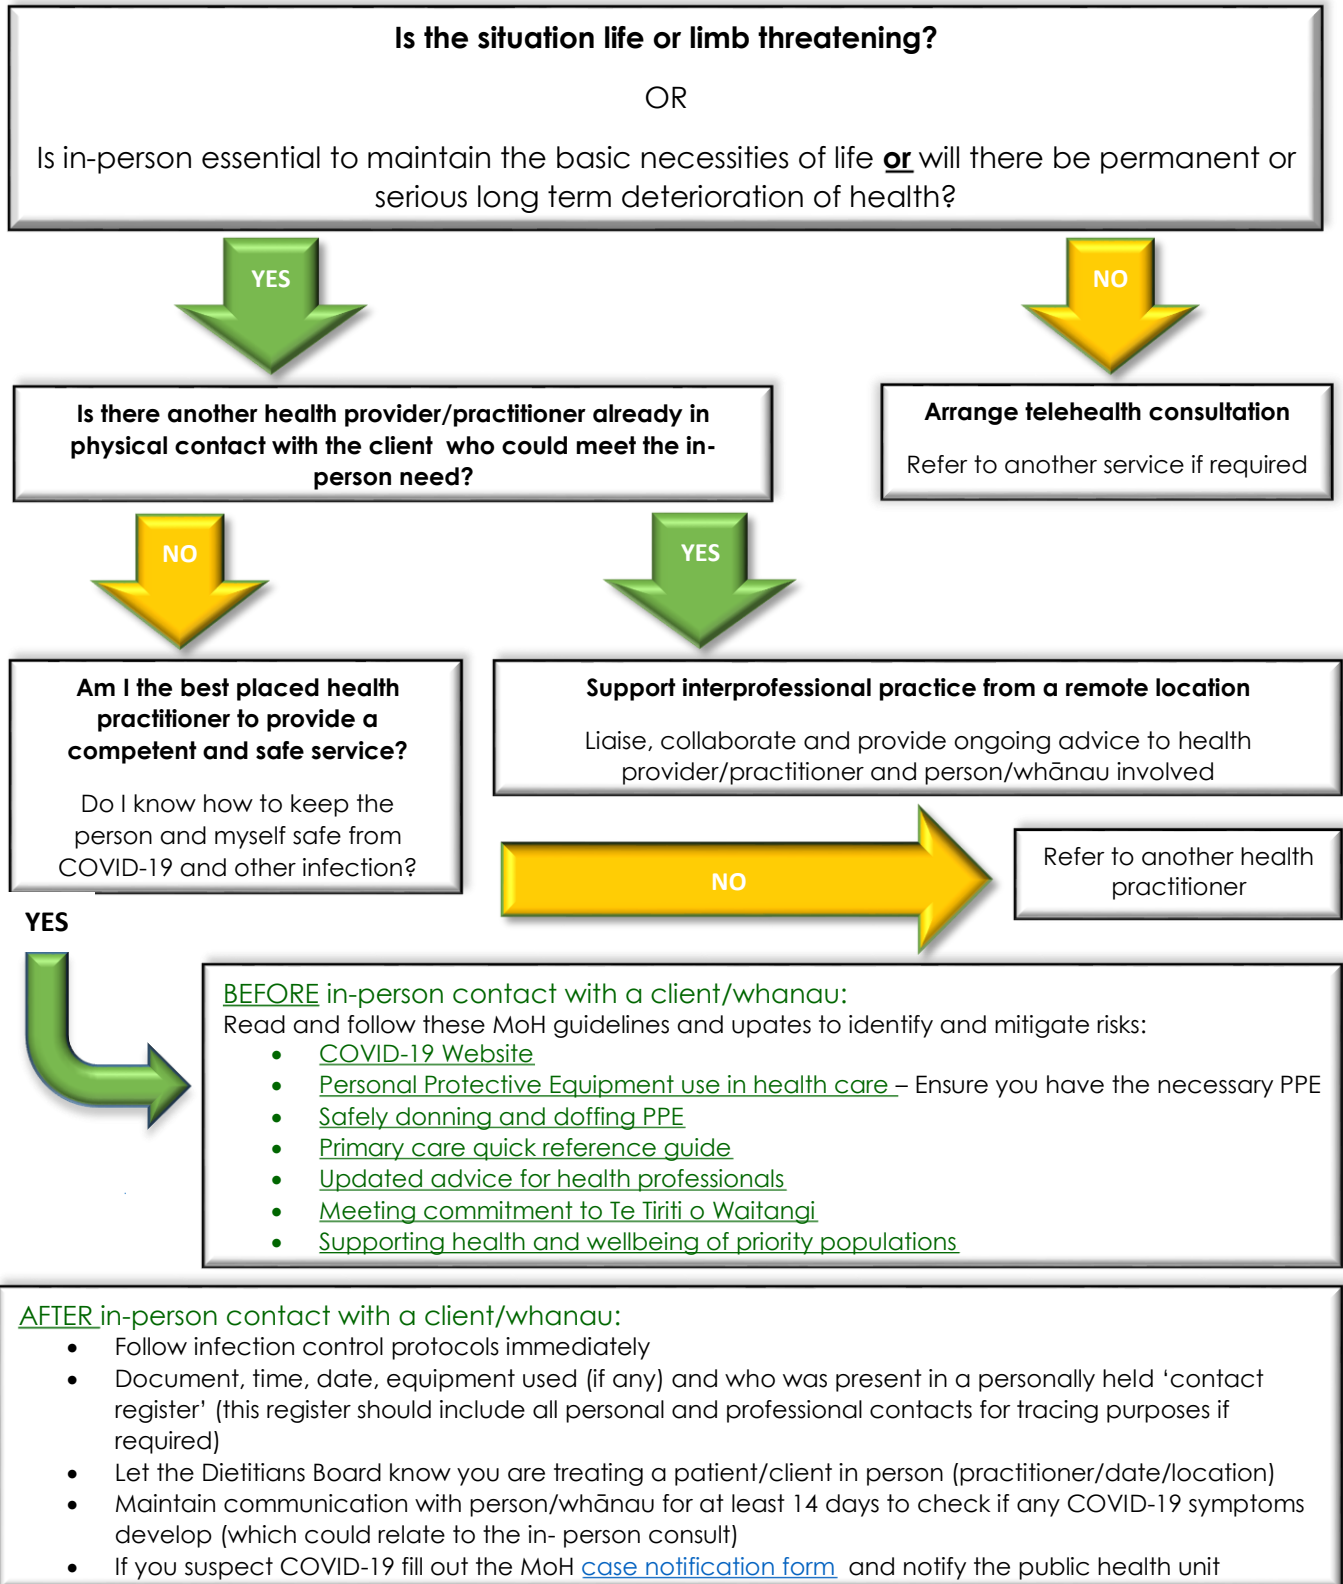 Is the situation life or limb threatening?
OR
Is in-person essential to maintain the basic necessities of life or will there be permanent or
serious long term deterioration of health?
YES
NO
Is there another health provider/practitioner already in
physical contact with the client who could meet the in-
person need?
Arrange telehealth consultation
Refer to another service if required
NO
YES
Am I the best placed health
practitioner to provide a
competent and safe service?
Do I know how to keep the
person and myself safe from
COVID-19 and other infection?
Support interprofessional practice from a remote location
Liaise, collaborate and provide ongoing advice to health
provider/practitioner and person/whānau involved
NO
Refer to another health
practitioner
YES
BEFORE in-person contact with a client/whanau:
Read and follow these MoH guidelines and upates to identify and mitigate risks:
• COVID-19 Website
• Personal Protective Equipment use in health care – Ensure you have the necessary PPE
• Safely donning and doffing PPE
• Primary care quick reference guide
• Updated advice for health professionals
• Meeting commitment to Te Tiriti o Waitangi
• Supporting health and wellbeing of priority populations
AFTER in-person contact with a client/whanau:
• Follow infection control protocols immediately
• Document, time, date, equipment used (if any) and who was present in a personally held ‘contact
register’ (this register should include all personal and professional contacts for tracing purposes if
required)
• Let the Dietitians Board know you are treating a patient/client in person (practitioner/date/location)
• Maintain communication with person/whānau for at least 14 days to check if any COVID-19 symptoms
develop (which could relate to the in- person consult)
• If you suspect COVID-19 fill out the MoH case notification form and notify the public health unit